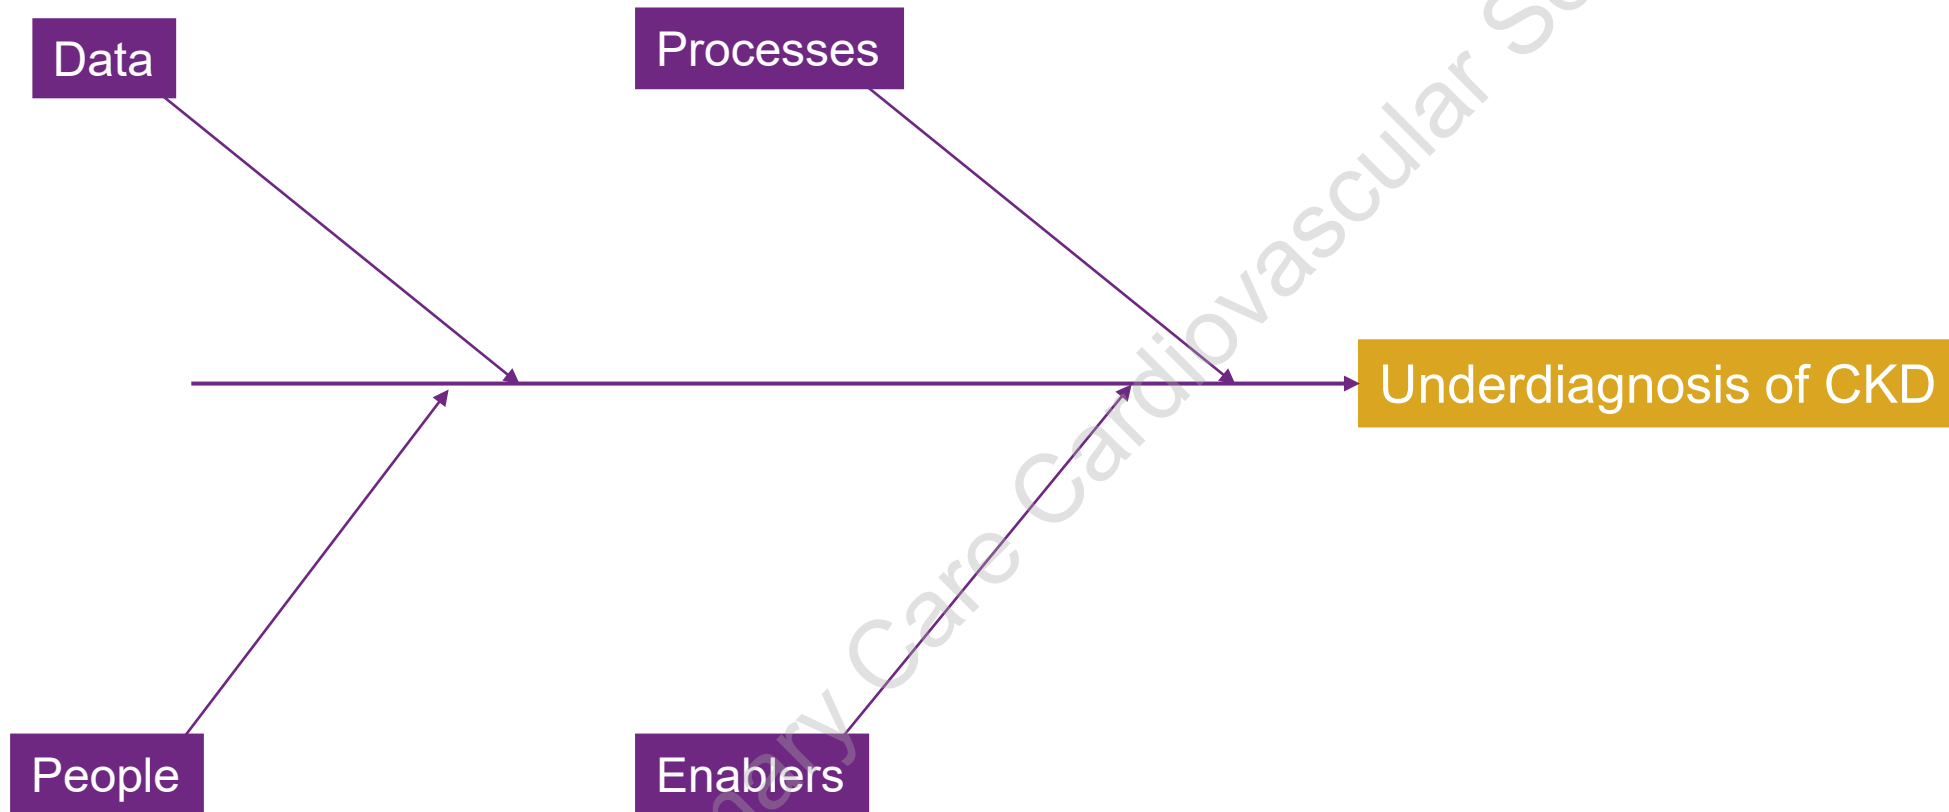 Data
Processes
Underdiagnosis of CKD
People
Enablers
Care Cardiovascular